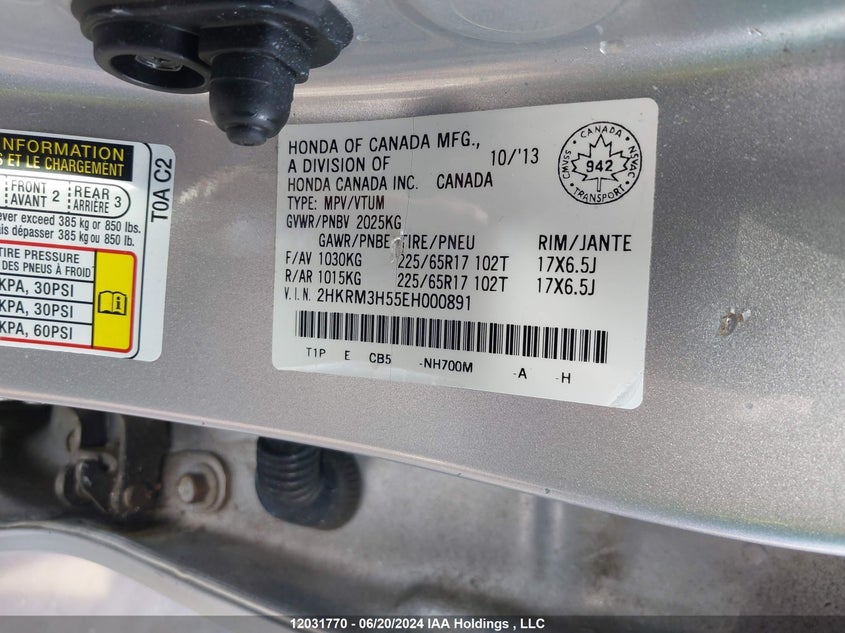 INFORMATION
S ET LE CHARGEMENT
FRONT
AVANT 2
REAR
ARRIÈRE 3
ever exceed 385 kg or 850 lbs.
is dépasser 385 kg ou 850 lb.
TIRE PRESSURE
DES PNEUS À FROID
KPA, 30PSI
KPA, 30PSI
KPA, 60PSI
T0A C2
HONDA OF CANADA MFG.,
A DIVISION OF 10/'13
HONDA CANADA INC. CANADA
TYPE: MPV/VTUM
GVWR/PNBV 2025KG
GAWR/PNBE TIRE/PNEU RIM/JANTE
F/AV 1030KG 225/65R17 102T 17X6.5J
R/AR 1015KG 225/65R17 102T 17X6.5J
V.I.N. 2HKRM3H55EH000891
T1P E CB5 -NH700M -A -H
CANADA
942
TRANSPORT
NSVAC
CMVSS
12031770 - 06/20/2024 IAA Holdings , LLC